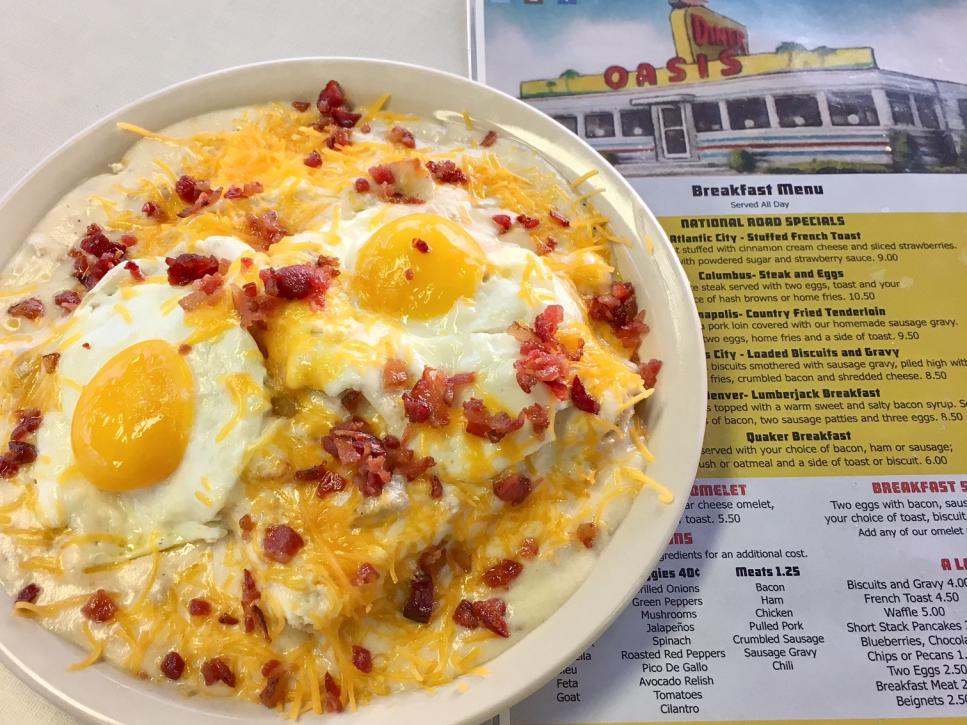 DINER
OASIS
Breakfast Menu
Served All Day
NATIONAL ROAD SPECIALS
Atlantic City - Stuffed French Toast
stuffed with cinnamon cream cheese and sliced strawberries.
with powdered sugar and strawberry sauce. 9.00
Columbus- Steak and Eggs
steak served with two eggs, toast and your
of hash browns or home fries. 10.50
- Country Fried Tenderloin
pork loin covered with our homemade sausage gravy.
two eggs, home fries and a side of toast. 9.50
City - Loaded Biscuits and Gravy
biscuits smothered with sausage gravy, piled high with
fries, crumbled bacon and shredded cheese. 8.50
Denver- Lumberjack Breakfast
topped with a warm sweet and salty bacon syrup.
of bacon, two sausage patties and three eggs. 8.50
Quaker Breakfast
served with your choice of bacon, ham or sausage;
or oatmeal and a side of toast or biscuit. 6.00
OMELET
cheese omelet,
toast. 5.50
ingredients for an additional cost.
40¢
Grilled Onions
Green Peppers
Mushrooms
Jalapeños
Spinach
Roasted Red Peppers
Pico De Gallo
Avocado Relish
Tomatoes
Cilantro
Feta
Goat
Meats 1.25
Bacon
Ham
Chicken
Pulled Pork
Crumbled Sausage
Sausage Gravy
Chili
BREAKFAST
Two eggs with bacon,
your choice of toast, biscuit
Add any of our omelet
Biscuits and Gravy 4.00
French Toast 4.50
Waffle 5.00
Short Stack Pancakes
Blueberries,
Chips or Pecans
Two Eggs 2.50
Breakfast Meat
Beignets 2.50